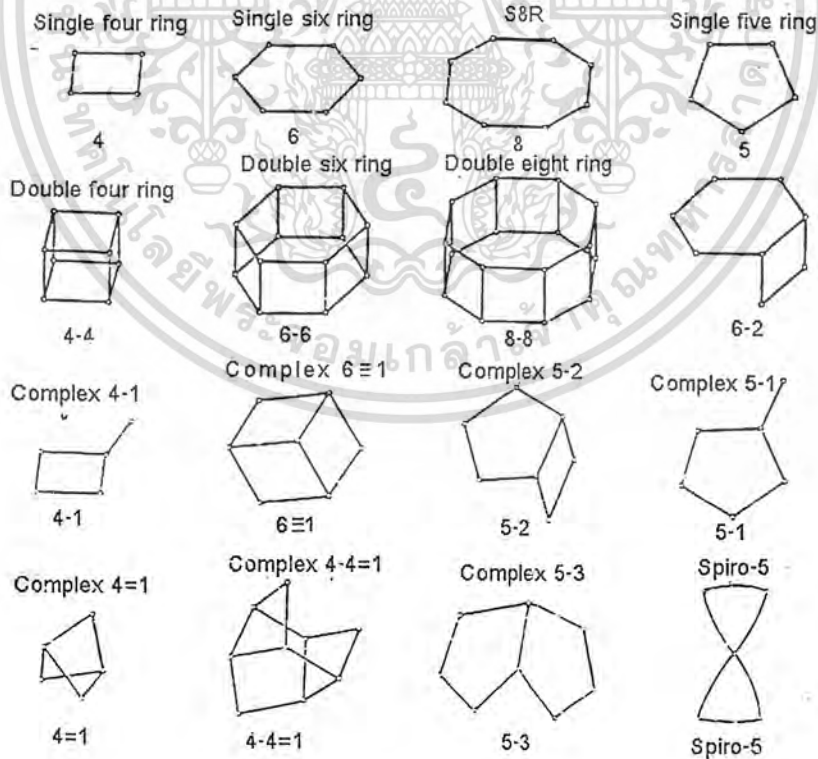 Single four ring
Single six ring
S8R
Single five ring
4
6
8
5
Double four ring
Double six ring
Double eight ring
4-4
6-6
8-8
6-2
Complex 4-1
Complex 6≡1
Complex 5-2
Complex 5-1
4-1
6≡1
5-2
5-1
Complex 4=1
Complex 4-4=1
Complex 5-3
Spiro-5
4=1
4-4=1
5-3
Spiro-5